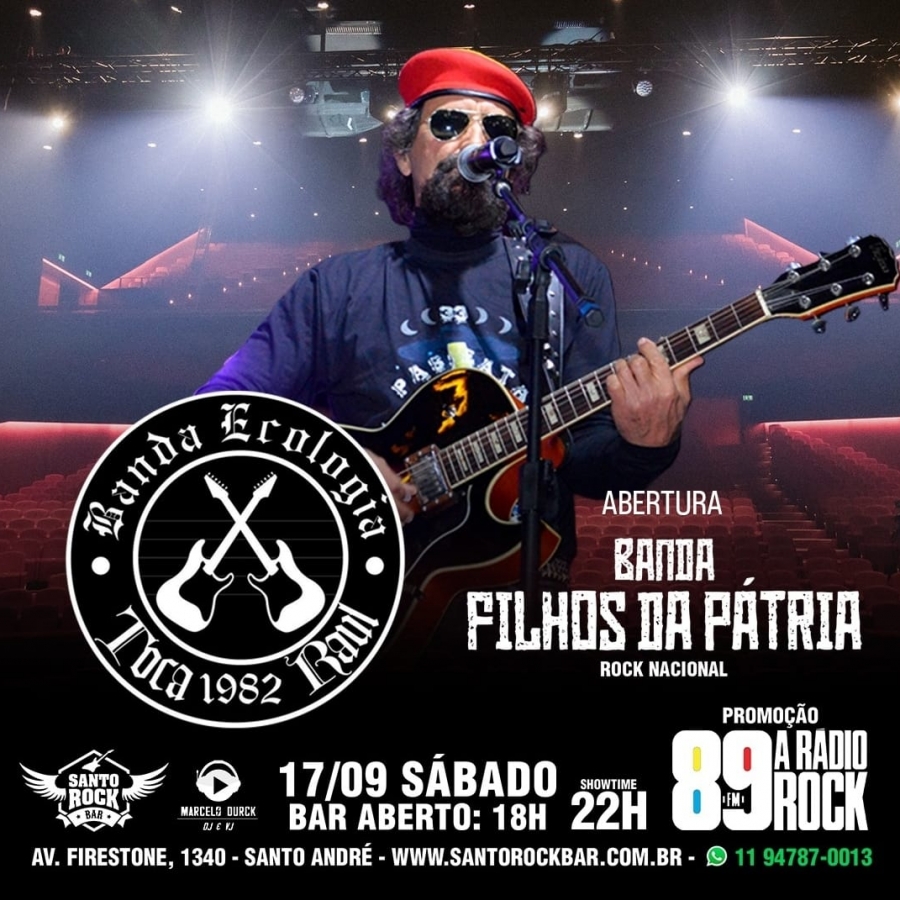 PASSEATA
Banda Ecologia
Toca 1982 Raul
ABERTURA
BANDA
FILHOS DA PÁTRIA
ROCK NACIONAL
PROMOÇÃO
89 FM A RÁDIO ROCK
SANTO
ROCK
BAR
MARCELO DURCK
DJ E VJ
17/09 SÁBADO
BAR ABERTO: 18H
SHOWTIME
22H
AV. FIRESTONE, 1340 - SANTO ANDRÉ - WWW.SANTOROCKBAR.COM.BR - 11 94787-0013